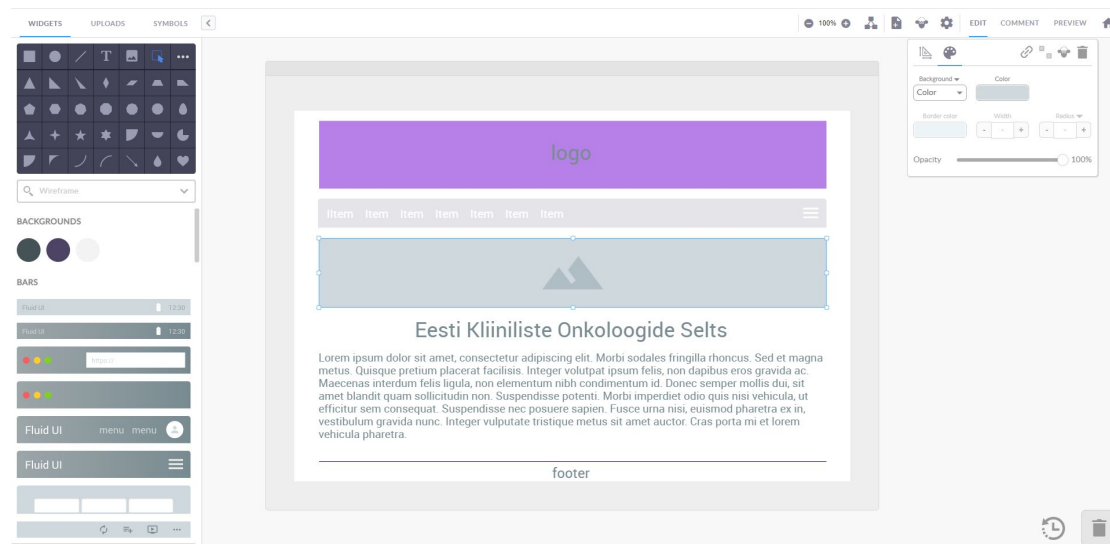 WIDGETS UPLOADS SYMBOLS
100% EDIT COMMENT PREVIEW
T
Wireframe
BACKGROUNDS
BARS
Fluid UI 12:30
Fluid UI 12:30
https://
Fluid UI menu menu
Fluid UI
logo
IItem Item Item Item Item Item Item
Eesti Kliiniliste Onkoloogide Selts
Lorem ipsum dolor sit amet, consectetur adipiscing elit. Morbi sodales fringilla rhoncus. Sed et magna
metus. Quisque pretium placerat facilisis. Integer volutpat ipsum felis, non dapibus eros gravida ac.
Maecenas interdum felis ligula, non elementum nibh condimentum id. Donec semper mollis dui, sit
amet blandit quam sollicitudin non. Suspendisse potenti. Morbi imperdiet odio quis nisi vehicula, ut
efficitur sem consequat. Suspendisse nec posuere sapien. Fusce urna nisi, euismod pharetra ex in,
vestibulum gravida nunc. Integer vulputate tristique metus sit amet auctor. Cras porta mi et lorem
vehicula pharetra.
footer
Background Color
Color
Border color Width Radius
- - + - - +
Opacity 100%